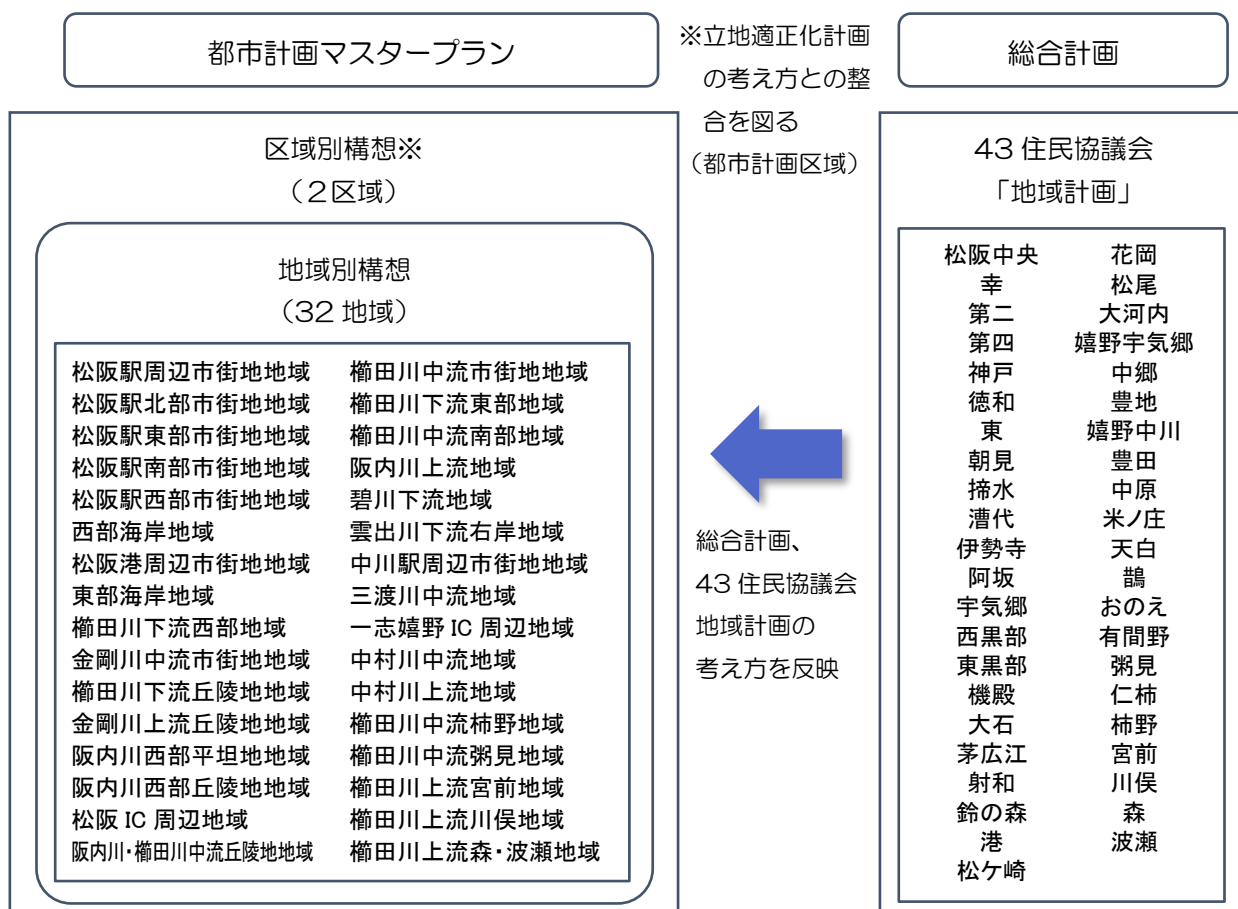 都市計画マスタープラン
区域別構想※
（2区域）
地域別構想
（32 地域）
松阪駅周辺市街地地域
松阪駅北部市街地地域
松阪駅東部市街地地域
松阪駅南部市街地地域
松阪駅西部市街地地域
西部海岸地域
松阪港周辺市街地地域
東部海岸地域
櫛田川下流西部地域
金剛川中流市街地地域
櫛田川下流丘陵地地域
金剛川上流丘陵地地域
阪内川西部平坦地地域
阪内川西部丘陵地地域
松阪 IC 周辺地域
阪内川・櫛田川中流丘陵地地域
櫛田川中流市街地地域
櫛田川下流東部地域
櫛田川中流南部地域
阪内川上流地域
碧川下流地域
雲出川下流右岸地域
中川駅周辺市街地地域
三渡川中流地域
一志嬉野 IC 周辺地域
中村川中流地域
中村川上流地域
櫛田川中流柿野地域
櫛田川中流粥見地域
櫛田川上流宮前地域
櫛田川上流川俣地域
櫛田川上流森・波瀬地域
※立地適正化計画
の考え方との整
合を図る
（都市計画区域）
総合計画、
43 住民協議会
地域計画の
考え方を反映
総合計画
43 住民協議会
「地域計画」
松阪中央
幸
第二
第四
神戸
徳和
東
朝見
揥水
漕代
伊勢寺
阿坂
宇気郷
西黒部
東黒部
機殿
大石
茅広江
射和
鈴の森
港
松ケ崎
花岡
松尾
大河内
嬉野宇気郷
中郷
豊地
嬉野中川
豊田
中原
米ノ庄
天白
鵲
おのえ
有間野
粥見
仁柿
柿野
宮前
川俣
森
波瀬